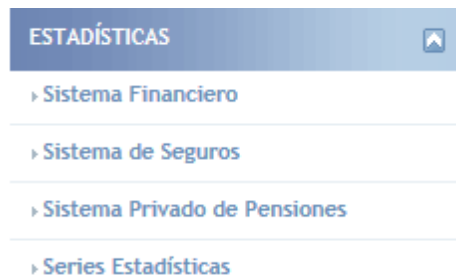 ESTADÍSTICAS
Sistema Financiero
Sistema de Seguros
Sistema Privado de Pensiones
Series Estadísticas